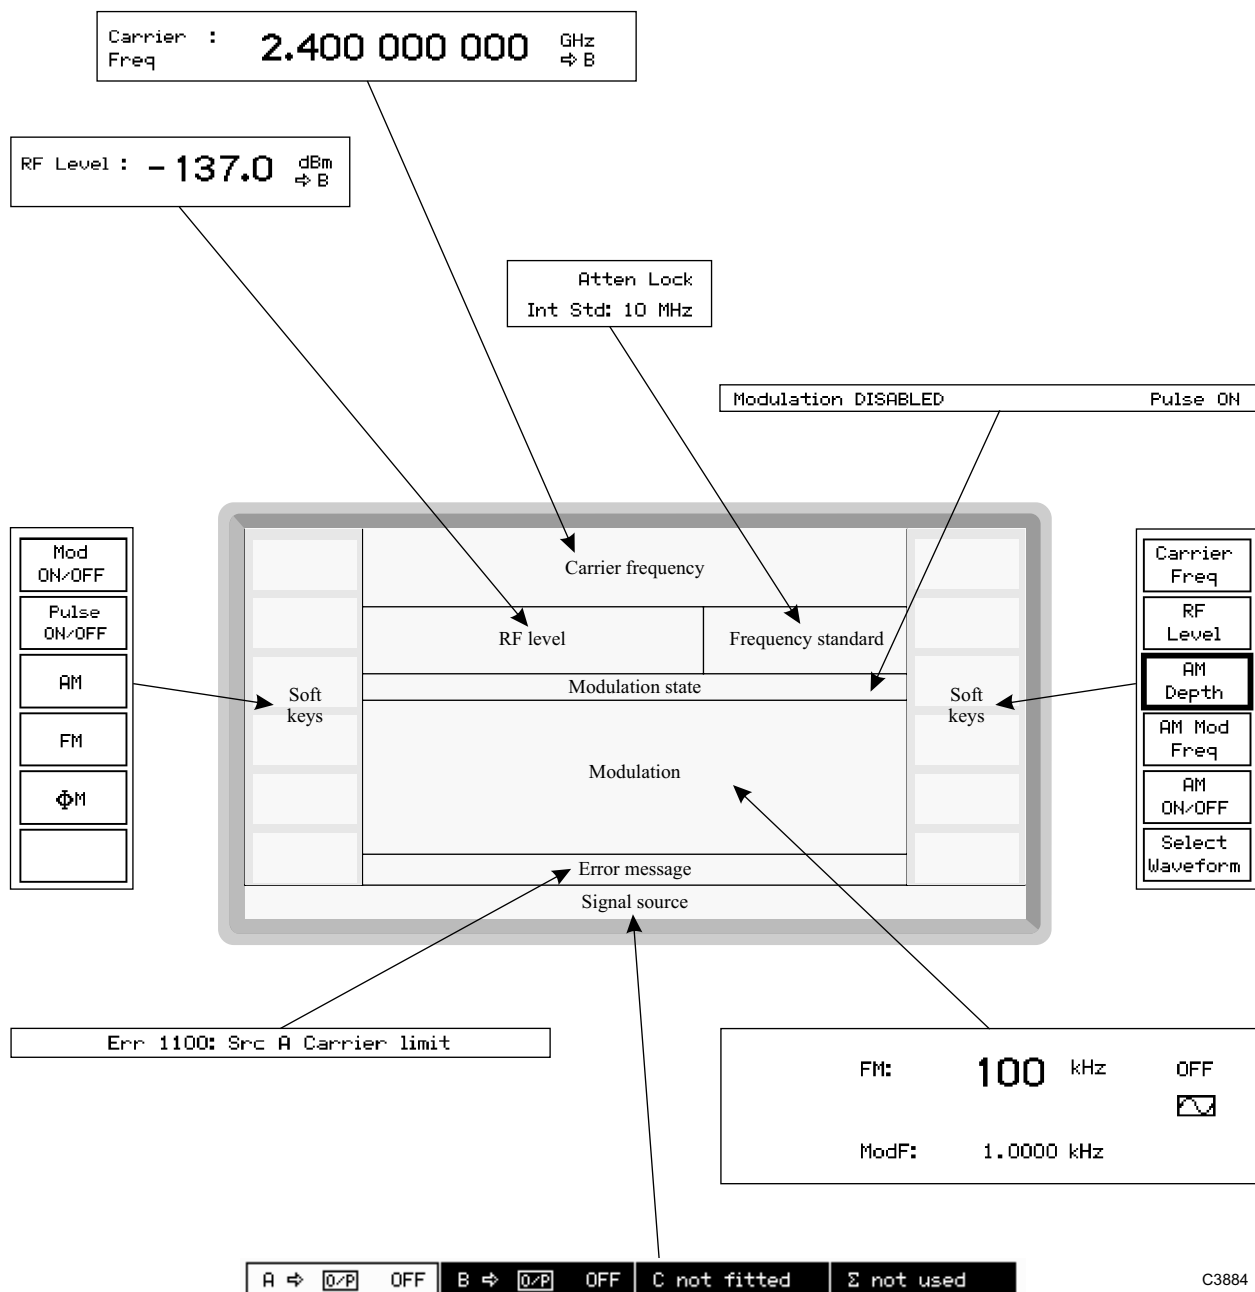 Carrier : 2.400 000 000 GHz
Freq ⇨ B
RF Level : -137.0 dBm
⇨ B
Atten Lock
Int Std: 10 MHz
Modulation DISABLED Pulse ON
Mod
ON/OFF
Pulse
ON/OFF
AM
FM
ΦM
Carrier frequency
RF level
Frequency standard
Modulation state
Soft
keys
Modulation
Soft
keys
Error message
Signal source
Carrier
Freq
RF
Level
AM
Depth
AM Mod
Freq
AM
ON/OFF
Select
Waveform
Err 1100: Src A Carrier limit
FM: 100 kHz OFF
ModF: 1.0000 kHz
A ⇨ O/P OFF B ⇨ O/P OFF C not fitted Σ not used
C3884